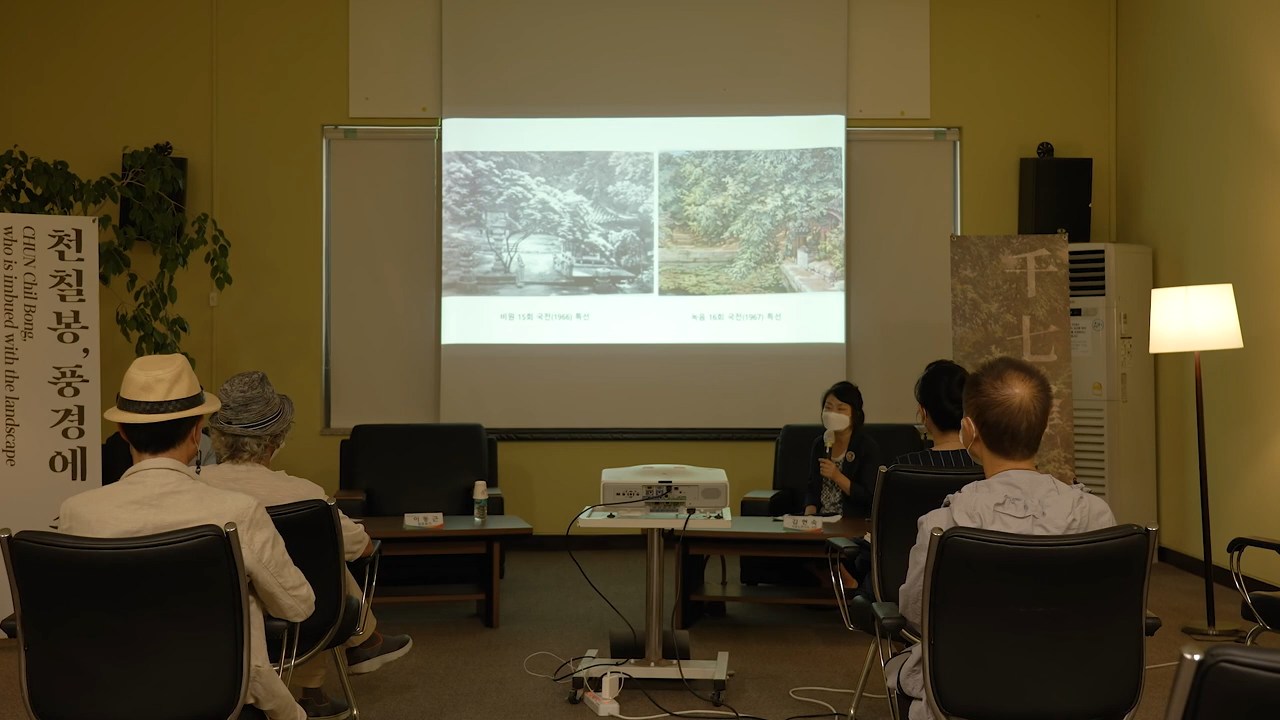 천칠봉, 풍경에
CHUN Chil Bong,
who is imbued with the landscape
비원 15회 국전(1966) 특선
녹음 16회 국전(1967) 특선
千七